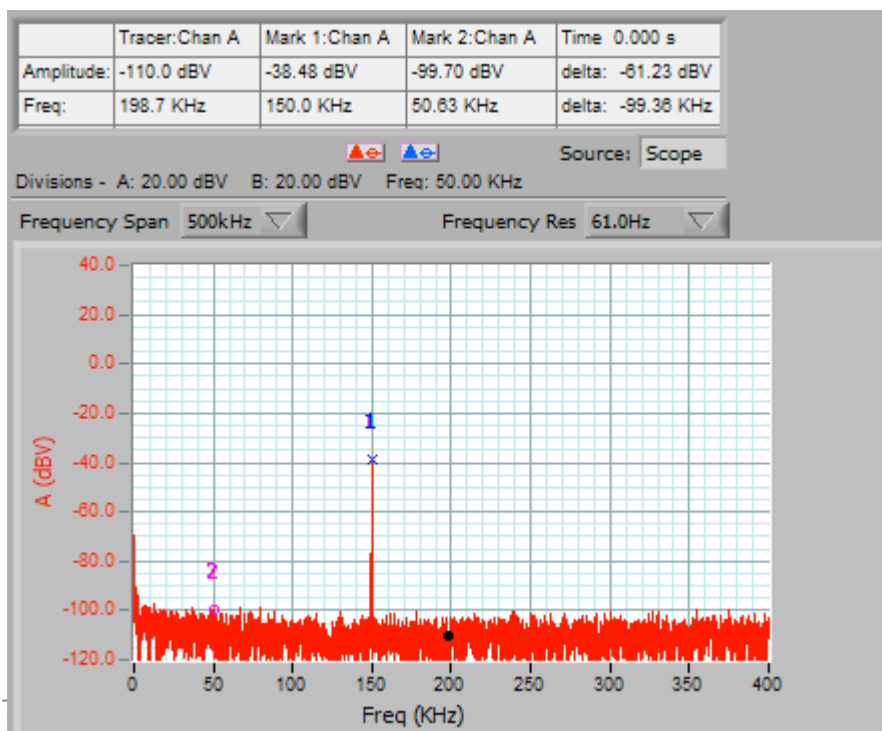 Tracer:Chan A Mark 1:Chan A Mark 2:Chan A Time 0.000 s
Amplitude: -110.0 dBV -38.48 dBV -99.70 dBV delta: -61.23 dBV
Freq: 198.7 KHz 150.0 KHz 50.63 KHz delta: -99.36 KHz
Source: Scope
Divisions - A: 20.00 dBV B: 20.00 dBV Freq: 50.00 KHz
Frequency Span 500kHz Frequency Res 61.0Hz
40.0
20.0
0.0
-20.0
1
-40.0
A (dBV)
-60.0
-80.0
2
-100.0
-120.0
0 50 100 150 200 250 300 350 400
Freq (KHz)